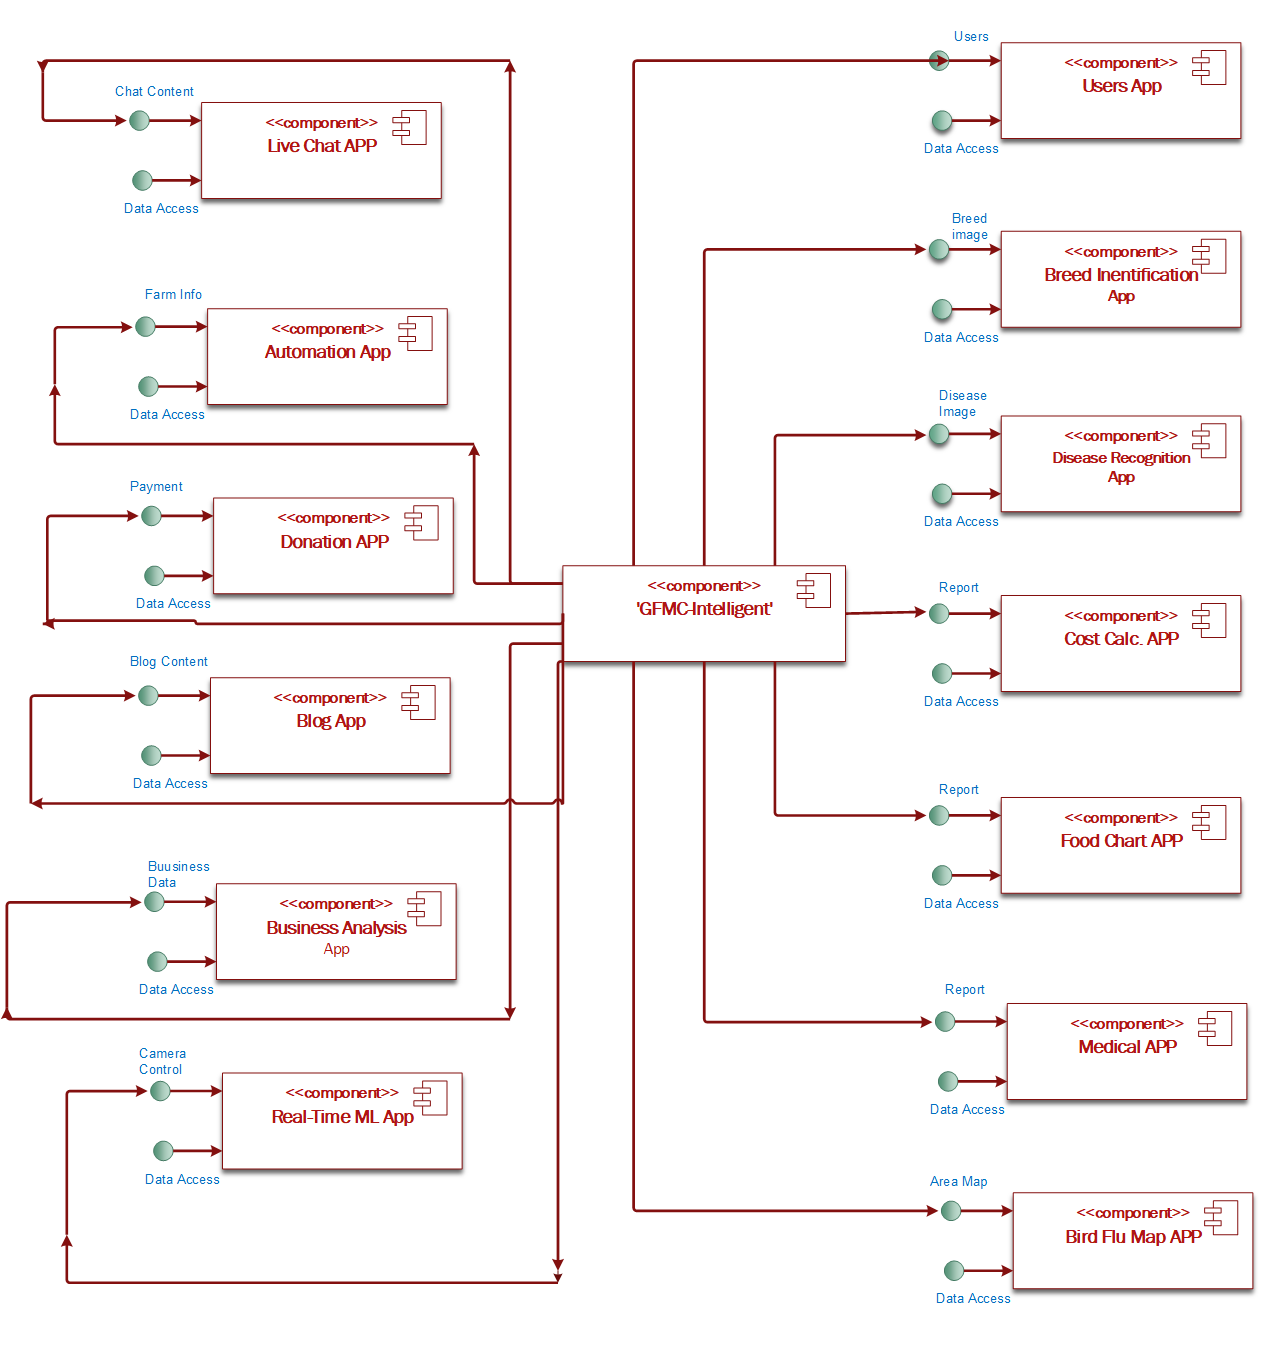 Chat Content
<<component>>
Live Chat APP
Data Access
Farm Info
<<component>>
Automation App
Data Access
Payment
<<component>>
Donation APP
Data Access
Blog Content
<<component>>
Blog App
Data Access
Buusiness
Data
<<component>>
Business Analysis
App
Data Access
Camera
Control
<<component>>
Real-Time ML App
Data Access
<<component>>
'GFMC-Intelligent'
Users
<<component>>
Users App
Data Access
Breed
image
<<component>>
Breed Inentification
App
Data Access
Disease
Image
<<component>>
Disease Recognition
App
Data Access
Report
<<component>>
Cost Calc. APP
Data Access
Report
<<component>>
Food Chart APP
Data Access
Report
<<component>>
Medical APP
Data Access
Area Map
<<component>>
Bird Flu Map APP
Data Access